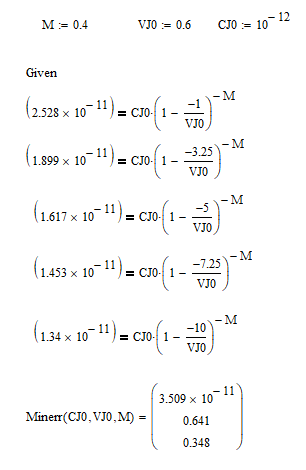 M := 0.4 VJ0 := 0.6 CJ0 := 10^-12
Given
(2.528 × 10^-11) = CJ0·(1 - -1/VJ0)^-M
(1.899 × 10^-11) = CJ0·(1 - -3.25/VJ0)^-M
(1.617 × 10^-11) = CJ0·(1 - -5/VJ0)^-M
(1.453 × 10^-11) = CJ0·(1 - -7.25/VJ0)^-M
(1.34 × 10^-11) = CJ0·(1 - -10/VJ0)^-M
Minerr(CJ0,VJ0,M) = (3.509 × 10^-11
0.641
0.348)